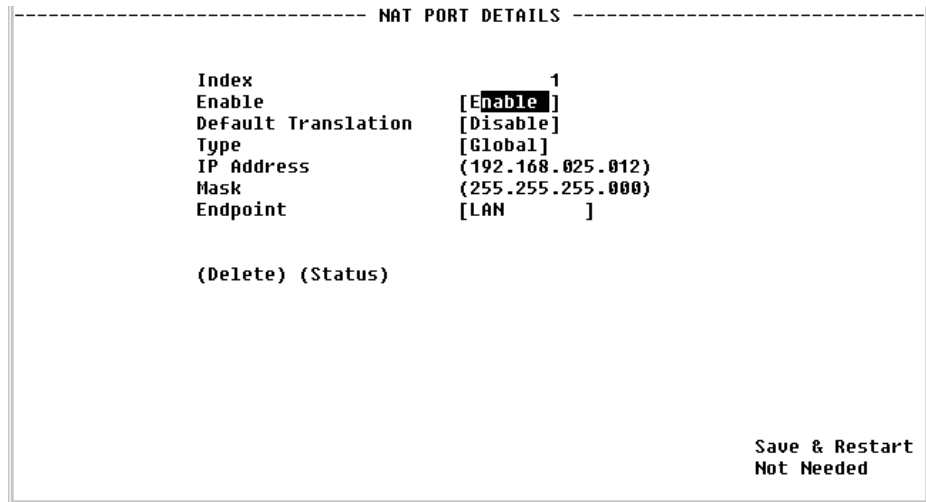 NAT PORT DETAILS
Index 1
Enable [Enable ]
Default Translation [Disable]
Type [Global]
IP Address (192.168.025.012)
Mask (255.255.255.000)
Endpoint [LAN ]
(Delete) (Status)
Save & Restart
Not Needed